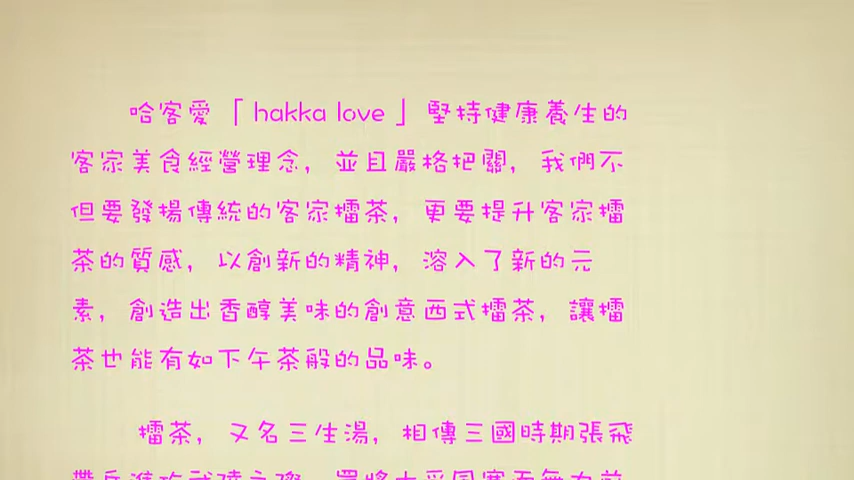 哈客愛「hakka love」堅持健康養生的
客家美食經營理念，並且嚴格把關，我們不
但要發揚傳統的客家擂茶，更要提升客家擂
茶的質感，以創新的精神，溶入了新的元
素，創造出香醇美味的創意西式擂茶，讓擂
茶也能有如下午茶般的品味。
擂茶，又名三生湯，相傳三國時期張飛